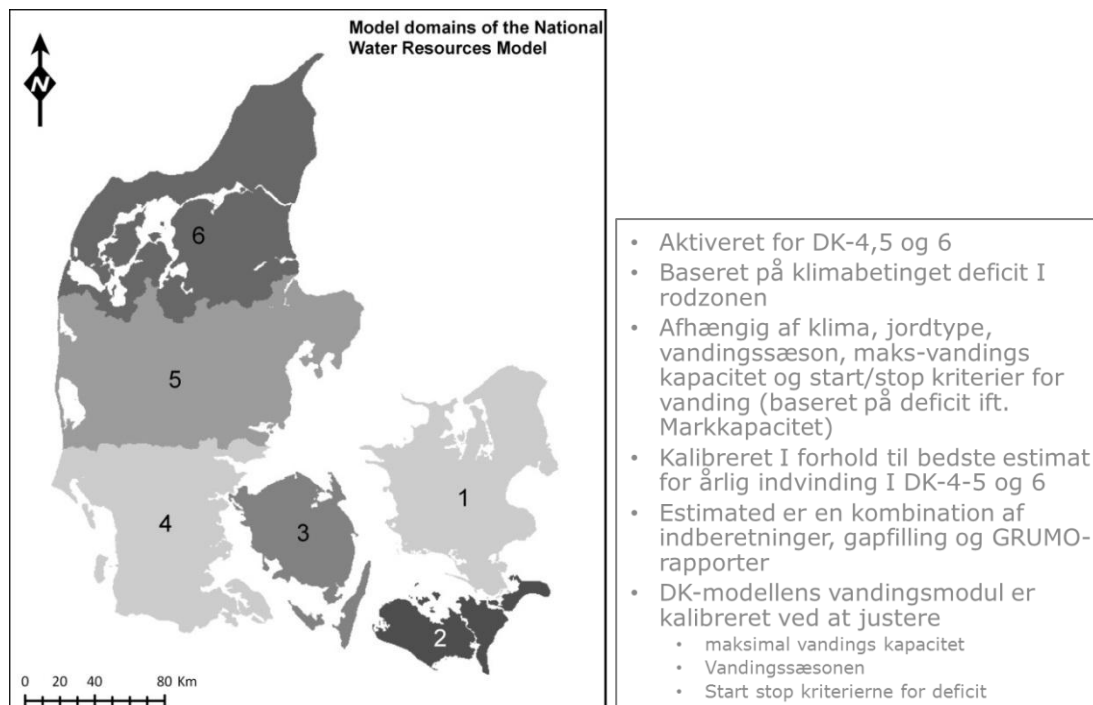 Model domains of the National
Water Resources Model
N
6
5
4
3
1
2
0 20 40 80 Km
• Aktiveret for DK-4,5 og 6
• Baseret på klimabetinget deficit I
rodzonen
• Afhængig af klima, jordtype,
vandingssæson, maks-vandings
kapacitet og start/stop kriterier for
vanding (baseret på deficit ift.
Markkapacitet)
• Kalibreret I forhold til bedste estimat
for årlig indvinding I DK-4-5 og 6
• Estimated er en kombination af
indberetninger, gapfilling og GRUMO-
rapporter
• DK-modellens vandingsmodul er
kalibreret ved at justere
• maksimal vandings kapacitet
• Vandingssæsonen
• Start stop kriterierne for deficit